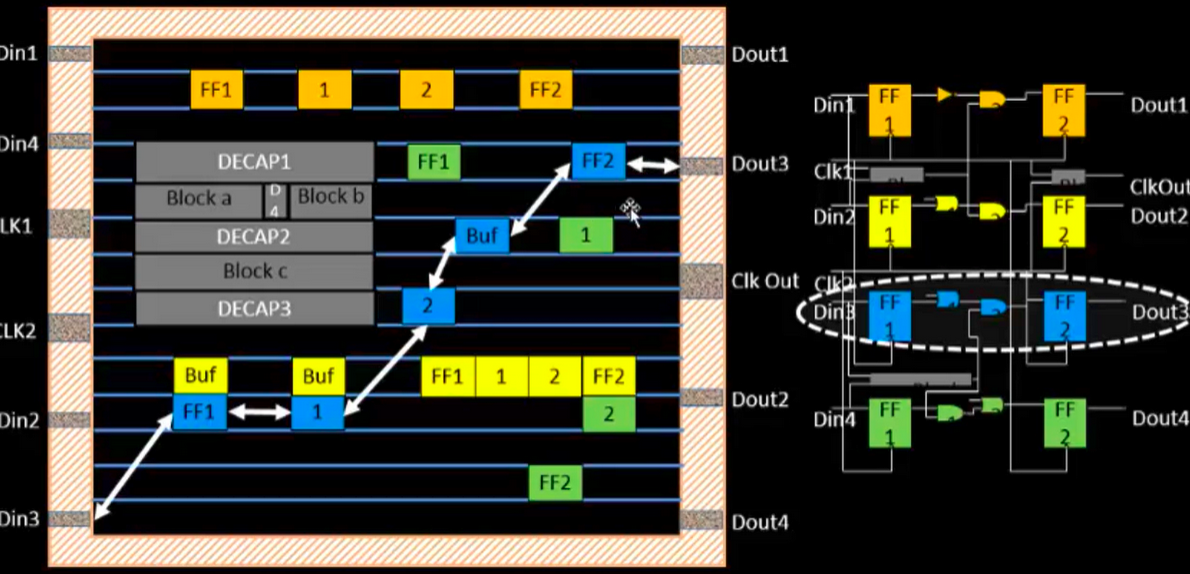 Din1
Dout1
FF1
1
2
FF2
Din4
DECAP1
FF1
FF2
Dout3
Block a
D
4
Block b
LK1
DECAP2
Buf
1
Block c
Clk Out
DECAP3
2
CLK2
Buf
Buf
FF1
1
2
FF2
Dout2
FF1
1
2
Din2
FF2
Din3
Dout4
Din1
FF
1
FF
2
Dout1
Clk1
ClkOut
Din2
FF
1
FF
2
Dout2
Din3
FF
1
FF
2
Dout3
Din4
FF
1
FF
2
Dout4